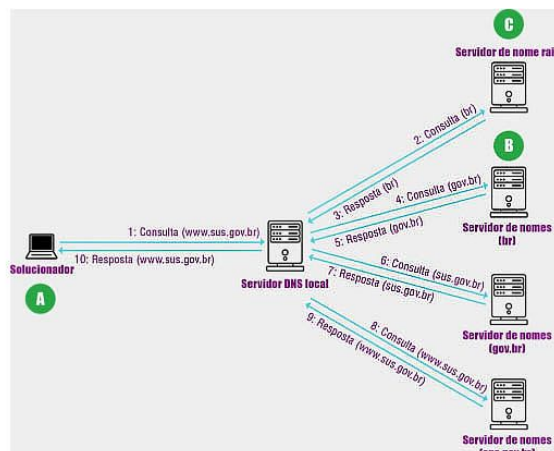 C
Servidor de nome rai
2: Consulta (br)
3: Resposta (br)
B
4: Consulta (gov.br)
5: Resposta (gov.br)
Servidor de nomes
(br)
1: Consulta (www.sus.gov.br)
10: Resposta (www.sus.gov.br)
Solucionador
A
Servidor DNS local
6: Consulta (sus.gov.br)
7: Resposta (sus.gov.br)
Servidor de nomes
(gov.br)
8: Consulta (www.sus.gov.br)
9: Resposta (www.sus.gov.br)
Servidor de nomes
(sus.gov.br)